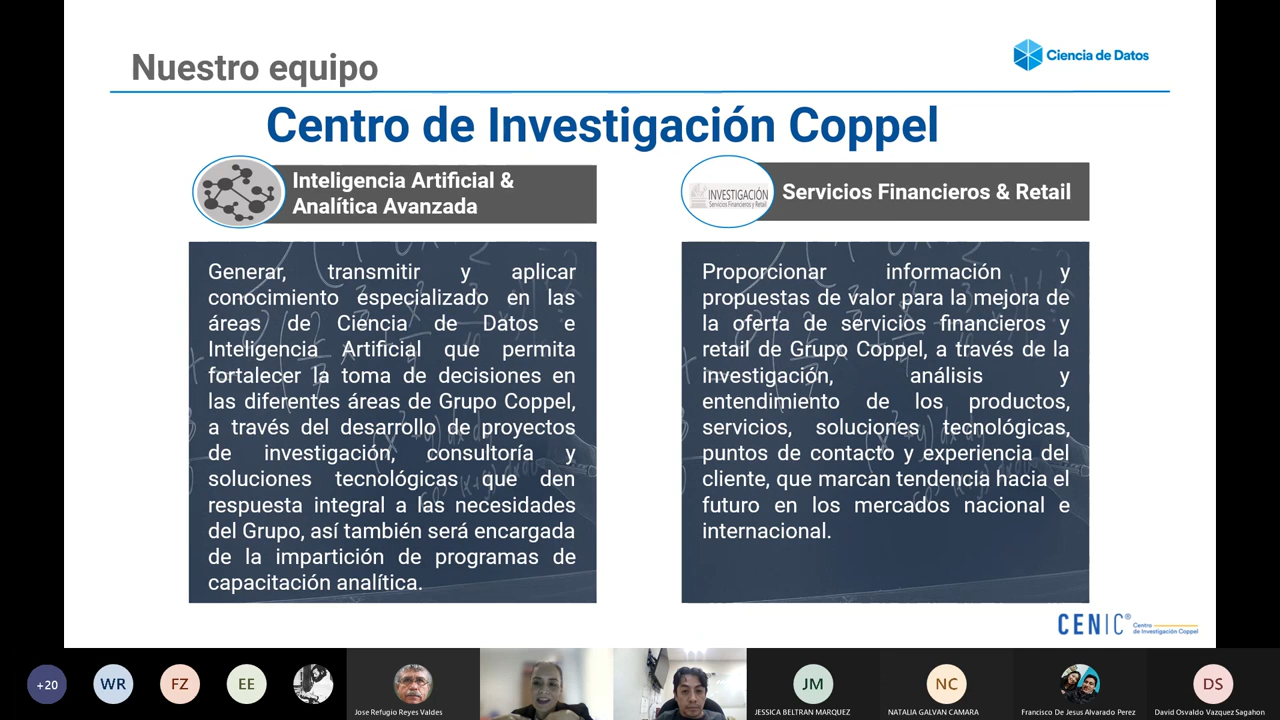 Nuestro equipo
Ciencia de Datos
Centro de Investigación Coppel
Inteligencia Artificial &
Analítica Avanzada
Generar, transmitir y aplicar
conocimiento especializado en las
áreas de Ciencia de Datos e
Inteligencia Artificial que permita
fortalecer la toma de decisiones en
las diferentes áreas de Grupo Coppel,
a través del desarrollo de proyectos
de investigación, consultoría y
soluciones tecnológicas que den
respuesta integral a las necesidades
del Grupo, así también será encargada
de la impartición de programas de
capacitación analítica.
INVESTIGACIÓN
Servicios Financieros y Retail
Servicios Financieros & Retail
Proporcionar información y
propuestas de valor para la mejora de
la oferta de servicios financieros y
retail de Grupo Coppel, a través de la
investigación, análisis y
entendimiento de los productos,
servicios, soluciones tecnológicas,
puntos de contacto y experiencia del
cliente, que marcan tendencia hacia el
futuro en los mercados nacional e
internacional.
CENIC® Centro
de Investigación Coppel
+20
WR
FZ
EE
Jose Refugio Reyes Valdes
JM
JESSICA BELTRAN MARQUEZ
NC
NATALIA GALVAN CAMARA
Francisco De Jesus Alvarado Perez
DS
David Osvaldo Vazquez Sagahon